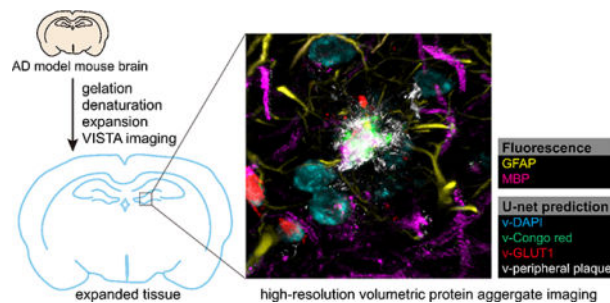 AD model mouse brain
gelation
denaturation
expansion
VISTA imaging
expanded tissue
Fluorescence
GFAP
MBP
U-net prediction
v-DAPI
v-Congo red
v-GLUT1
v-peripheral plaque
high-resolution volumetric protein aggergate imaging